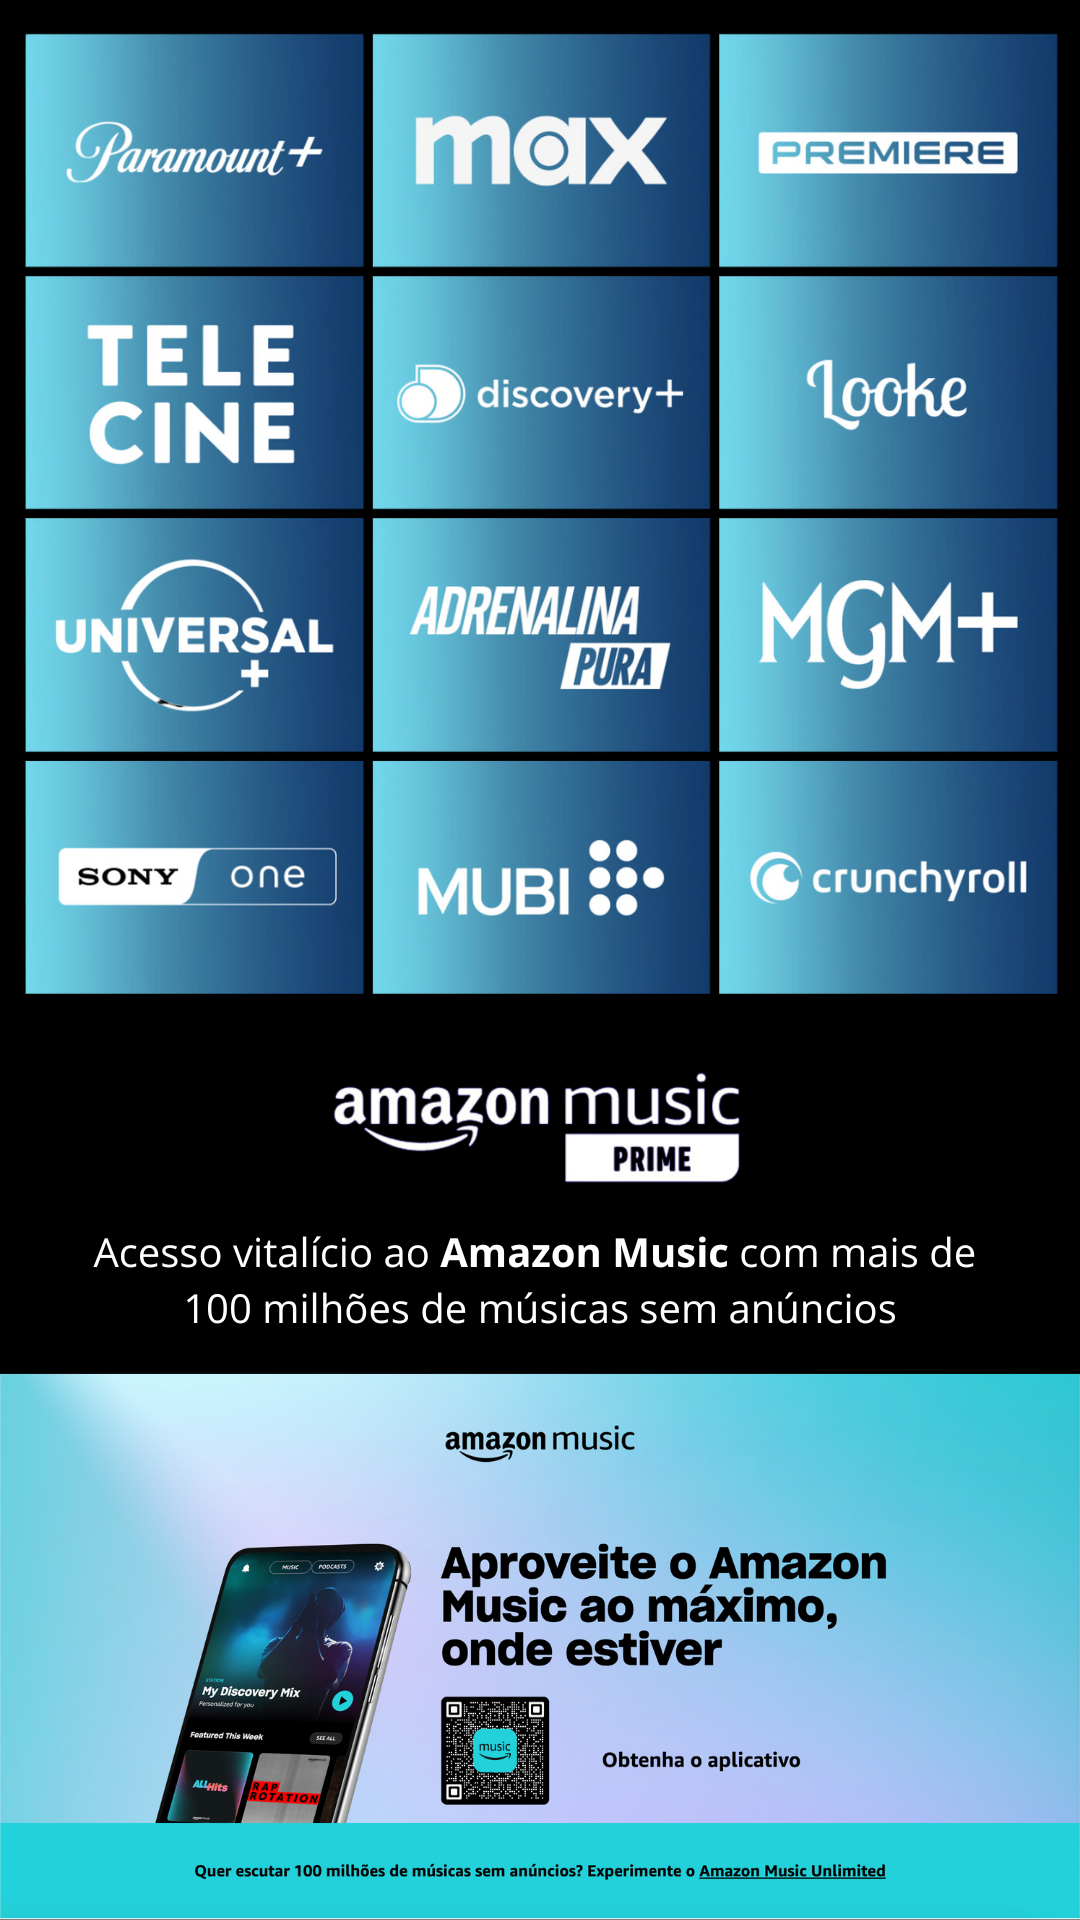 Paramount+
max
PREMIERE
TELE
CINE
discovery+
Looke
UNIVERSAL
+
ADRENALINA
PURA
MGM+
SONY one
MUBI
crunchyroll
amazon music
PRIME
Acesso vitalício ao Amazon Music com mais de
100 milhões de músicas sem anúncios
amazon music
Aproveite o Amazon
Music ao máximo,
onde estiver
MUSIC PODCASTS
STATION
My Discovery Mix
Personalized for you
Featured This Week SEE ALL
ALL Hits
RAP
ROTATION
music
Obtenha o aplicativo
Quer escutar 100 milhões de músicas sem anúncios? Experimente o Amazon Music Unlimited